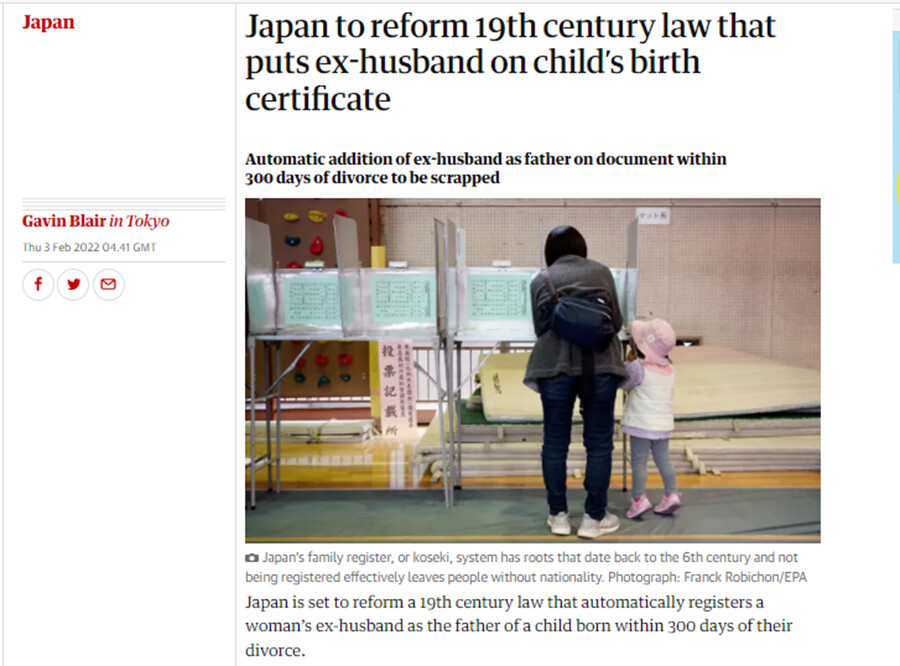 Japan
Japan to reform 19th century law that
puts ex-husband on child’s birth
certificate
Automatic addition of ex-husband as father on document within
300 days of divorce to be scrapped
Gavin Blair in Tokyo
Thu 3 Feb 2022 04.41 GMT
マット
投票記載所
Japan’s family register, or koseki, system has roots that date back to the 6th century and not
being registered effectively leaves people without nationality. Photograph: Franck Robichon/EPA
Japan is set to reform a 19th century law that automatically registers a
woman’s ex-husband as the father of a child born within 300 days of their
divorce.